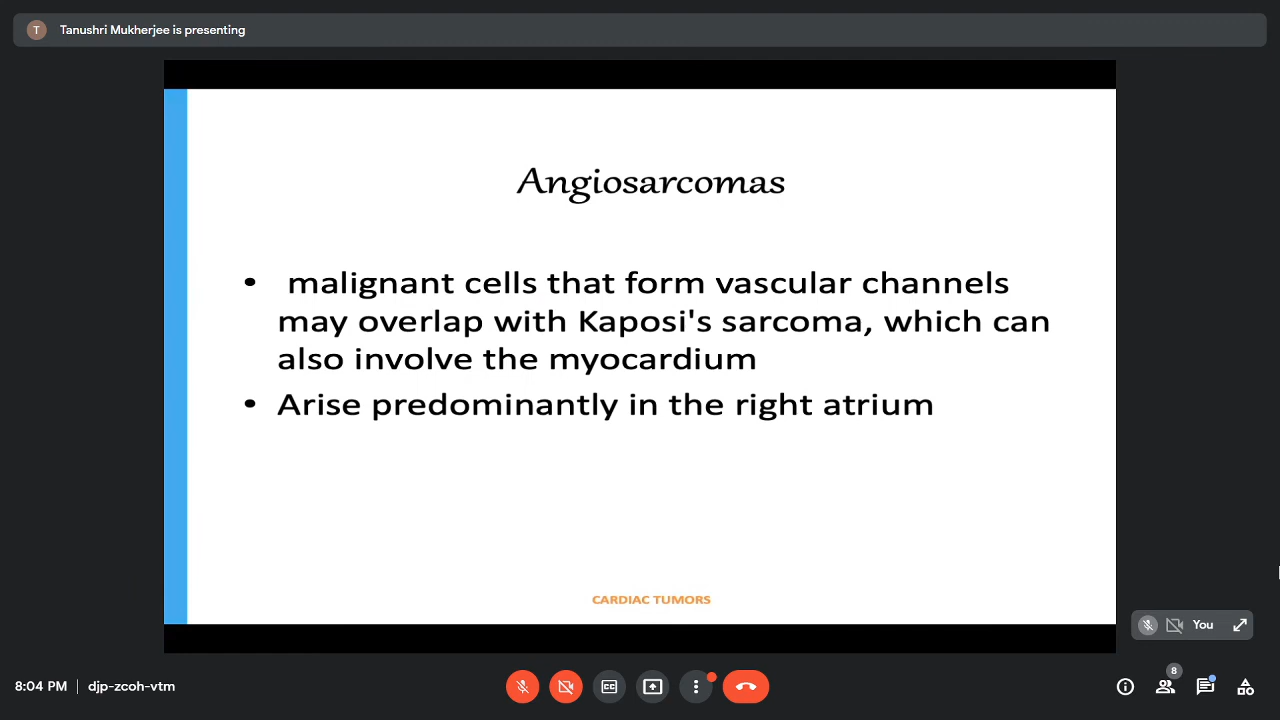 T
Tanushri Mukherjee is presenting
Angiosarcomas
• malignant cells that form vascular channels
may overlap with Kaposi's sarcoma, which can
also involve the myocardium
• Arise predominantly in the right atrium
CARDIAC TUMORS
You
8:04 PM | djp-zcoh-vtm
CC
8